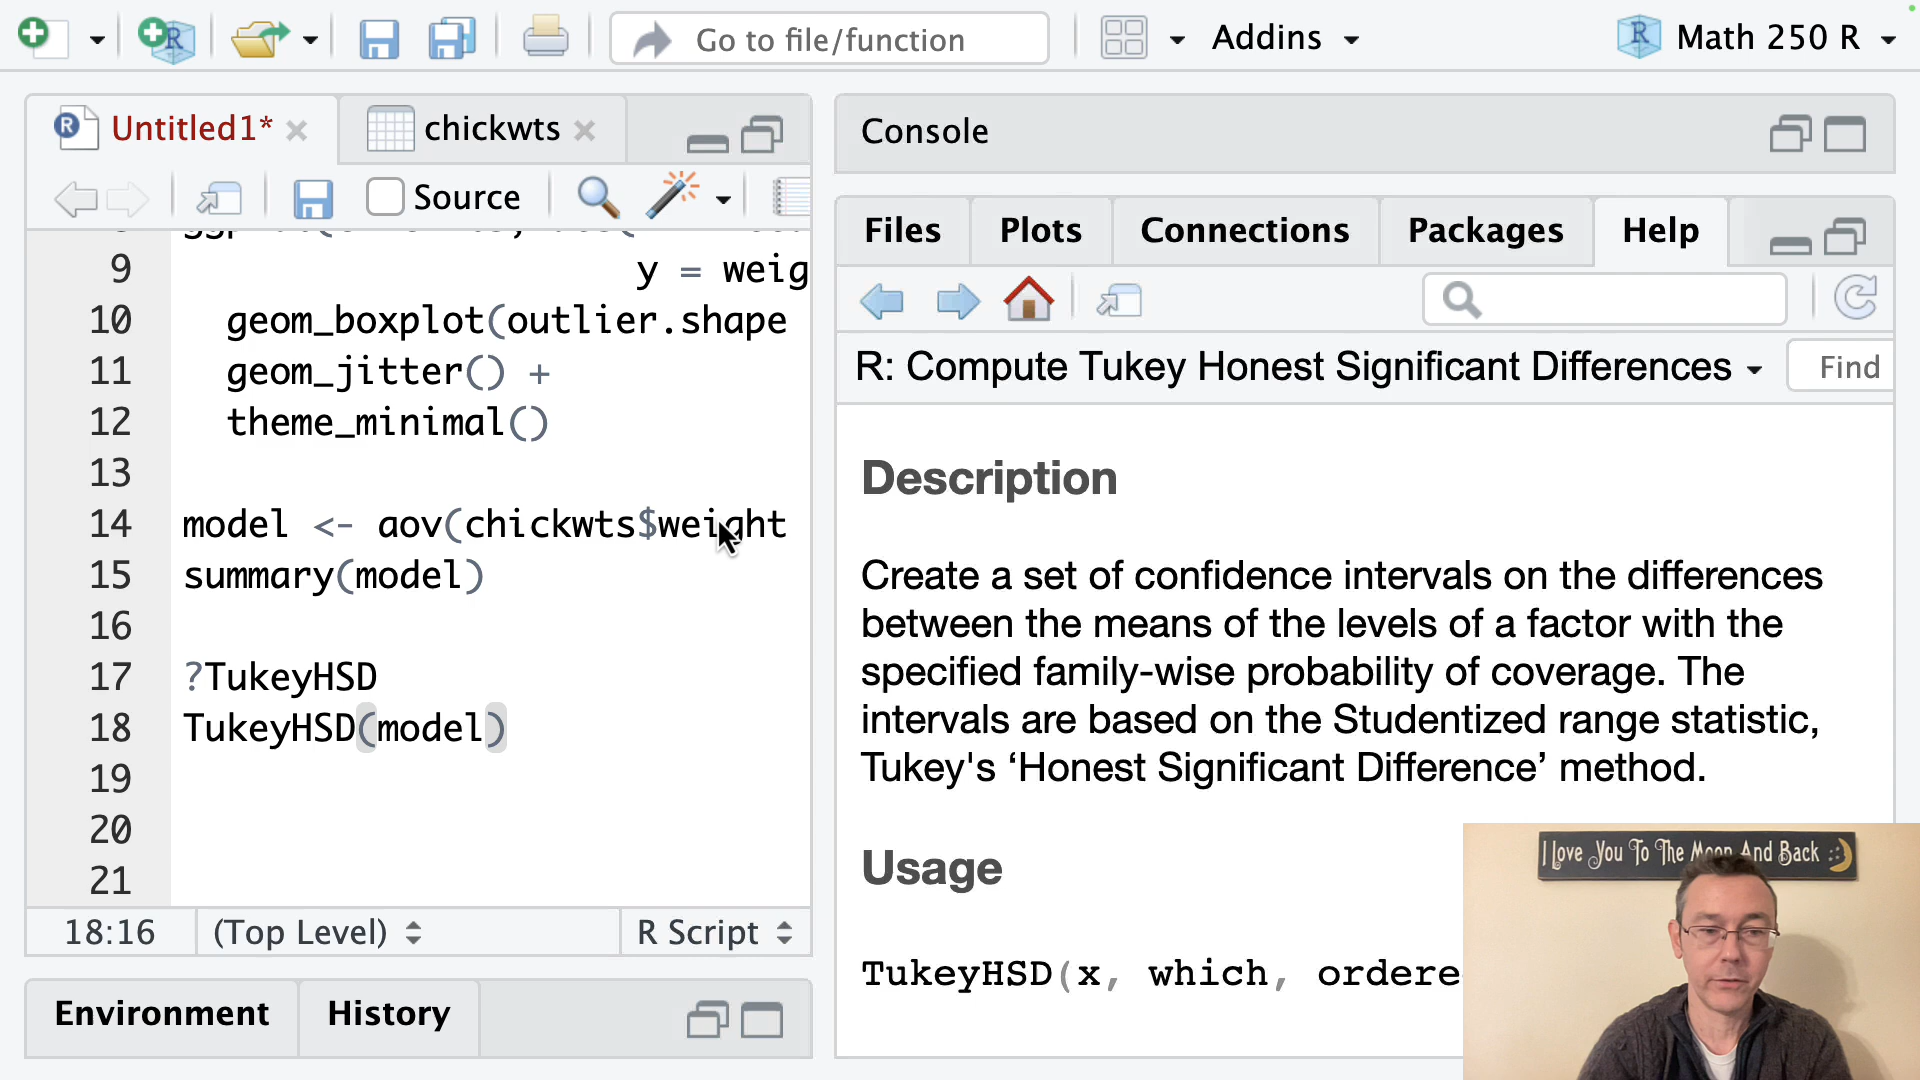 Go to file/function
Addins
Math 250 R
Untitled1*
chickwts
Source
9 y = weig
10 geom_boxplot(outlier.shape
11 geom_jitter() +
12 theme_minimal()
13
14 model <- aov(chickwts$weight
15 summary(model)
16
17 ?TukeyHSD
18 TukeyHSD(model)
19
20
21
18:16 (Top Level) R Script
Environment History
Console
Files Plots Connections Packages Help
R: Compute Tukey Honest Significant Differences
Find
Description
Create a set of confidence intervals on the differences
between the means of the levels of a factor with the
specified family-wise probability of coverage. The
intervals are based on the Studentized range statistic,
Tukey's ‘Honest Significant Difference’ method.
Usage
TukeyHSD(x, which, ordere
I Love You To The Moon And Back